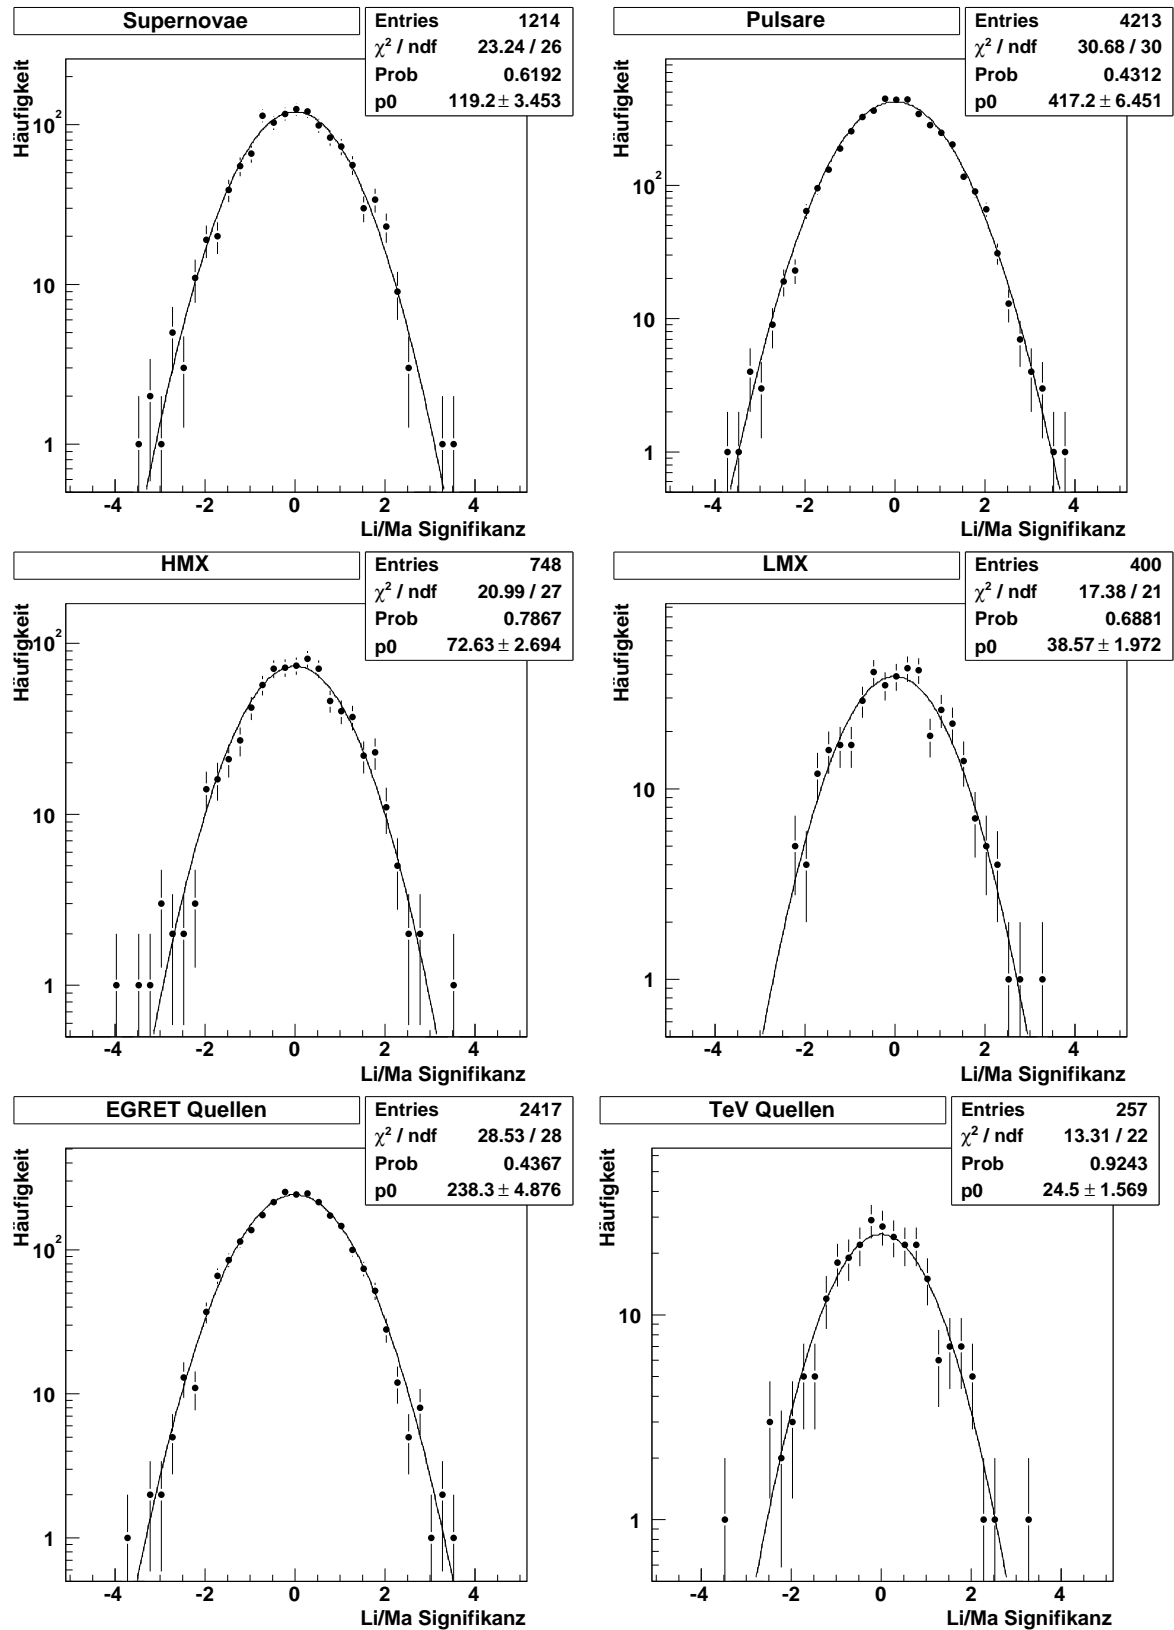 Supernovae
Entries 1214
χ² / ndf 23.24 / 26
Prob 0.6192
p0 119.2 ± 3.453
Häufigkeit
10²
10
1
-4 -2 0 2 4
Li/Ma Signifikanz
Pulsare
Entries 4213
χ² / ndf 30.68 / 30
Prob 0.4312
p0 417.2 ± 6.451
Häufigkeit
10²
10
1
-4 -2 0 2 4
Li/Ma Signifikanz
HMX
Entries 748
χ² / ndf 20.99 / 27
Prob 0.7867
p0 72.63 ± 2.694
Häufigkeit
10²
10
1
-4 -2 0 2 4
Li/Ma Signifikanz
LMX
Entries 400
χ² / ndf 17.38 / 21
Prob 0.6881
p0 38.57 ± 1.972
Häufigkeit
10
1
-4 -2 0 2 4
Li/Ma Signifikanz
EGRET Quellen
Entries 2417
χ² / ndf 28.53 / 28
Prob 0.4367
p0 238.3 ± 4.876
Häufigkeit
10²
10
1
-4 -2 0 2 4
Li/Ma Signifikanz
TeV Quellen
Entries 257
χ² / ndf 13.31 / 22
Prob 0.9243
p0 24.5 ± 1.569
Häufigkeit
10
1
-4 -2 0 2 4
Li/Ma Signifikanz